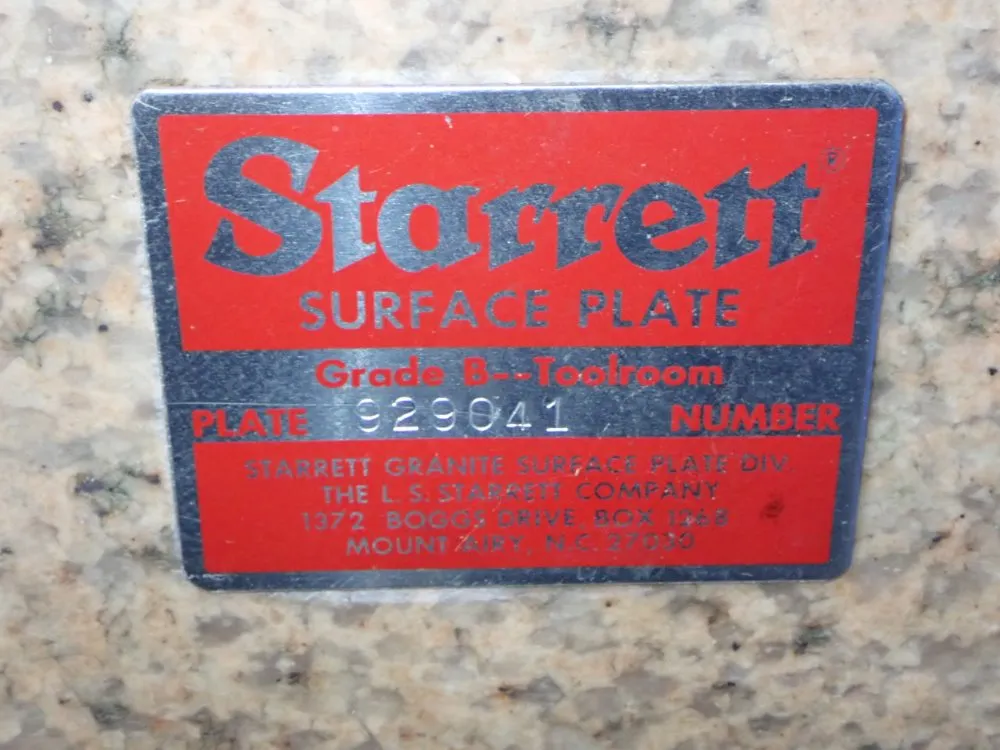 Starrett®
SURFACE PLATE
Grade B--Toolroom
PLATE 929041 NUMBER
STARRETT GRANITE SURFACE PLATE DIV.
THE L. S. STARRETT COMPANY
1372 BOGGS DRIVE, BOX 1268
MOUNT AIRY, N.C. 27030